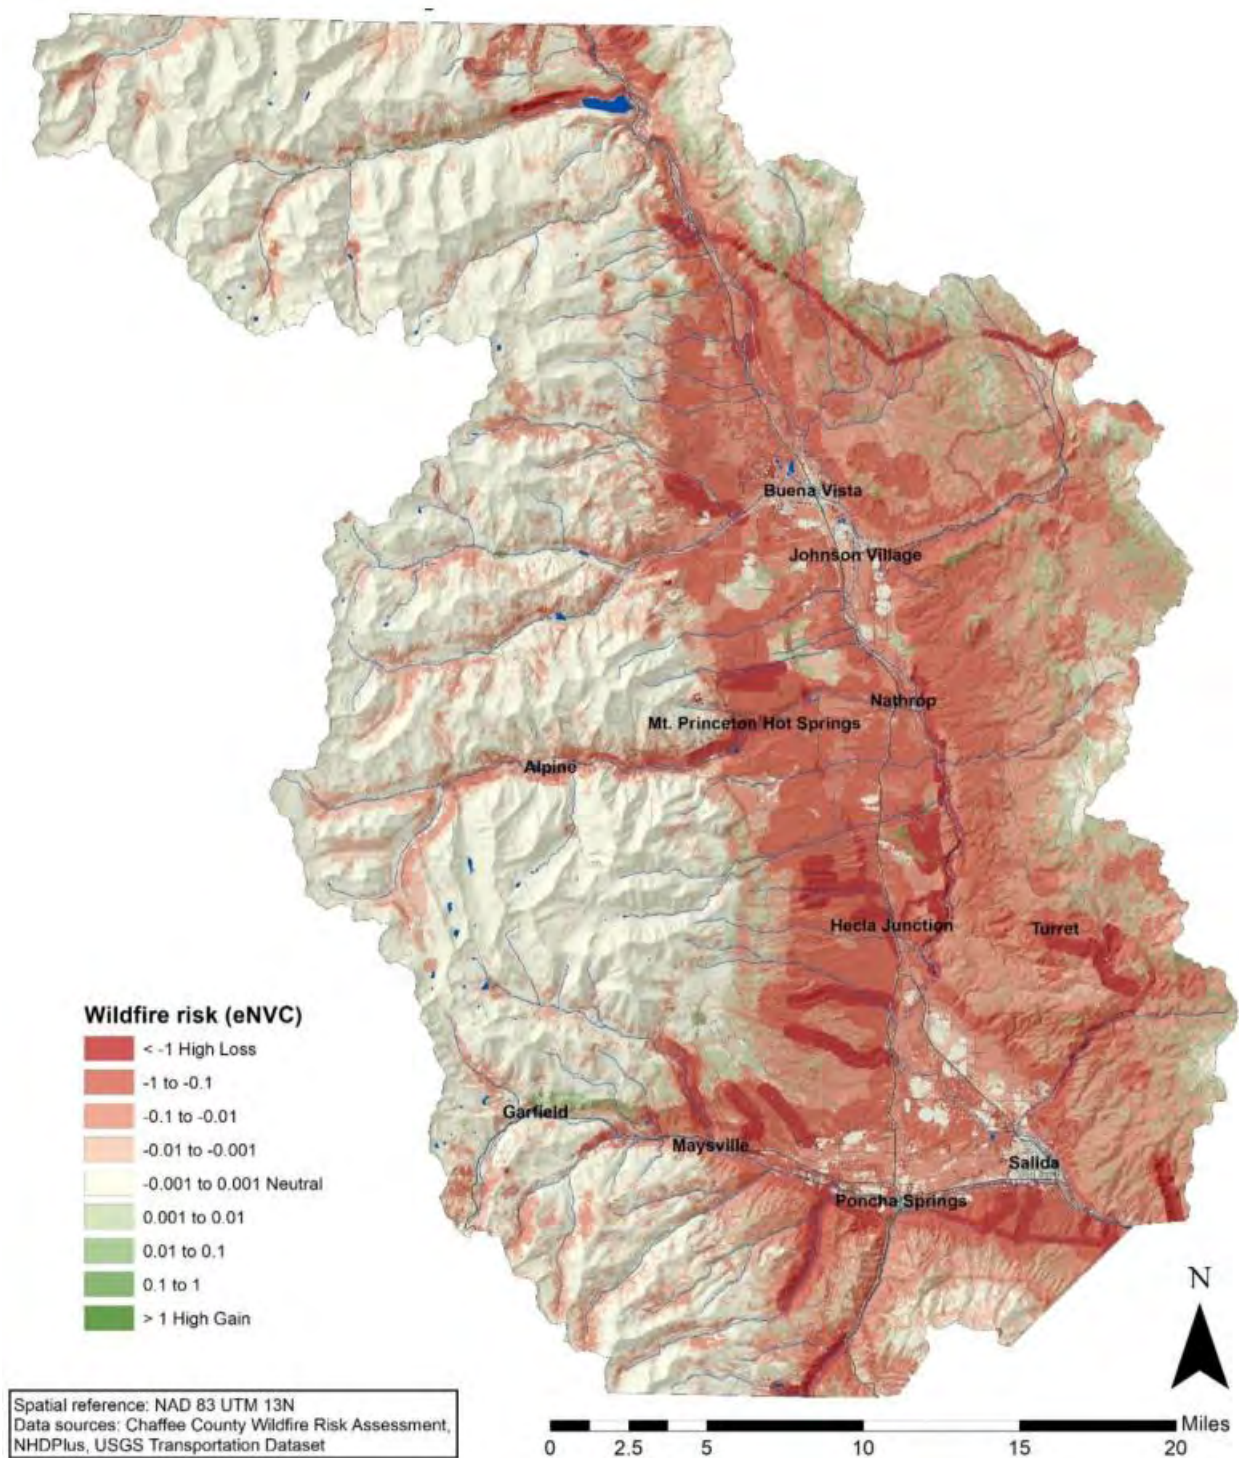 Buena Vista
Johnson Village
Nathrop
Mt. Princeton Hot Springs
Alpine
Hecla Junction
Turret
Garfield
Maysville
Salida
Poncha Springs
Wildfire risk (eNVC)
< -1 High Loss
-1 to -0.1
-0.1 to -0.01
-0.01 to -0.001
-0.001 to 0.001 Neutral
0.001 to 0.01
0.01 to 0.1
0.1 to 1
> 1 High Gain
N
Spatial reference: NAD 83 UTM 13N
Data sources: Chaffee County Wildfire Risk Assessment,
NHDPlus, USGS Transportation Dataset
Miles
0 2.5 5 10 15 20